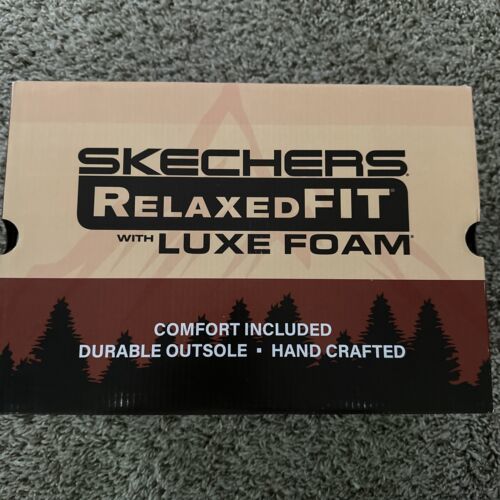 SKECHERS
RELAXED FIT
WITH LUXE FOAM
COMFORT INCLUDED
DURABLE OUTSOLE ▪ HAND CRAFTED